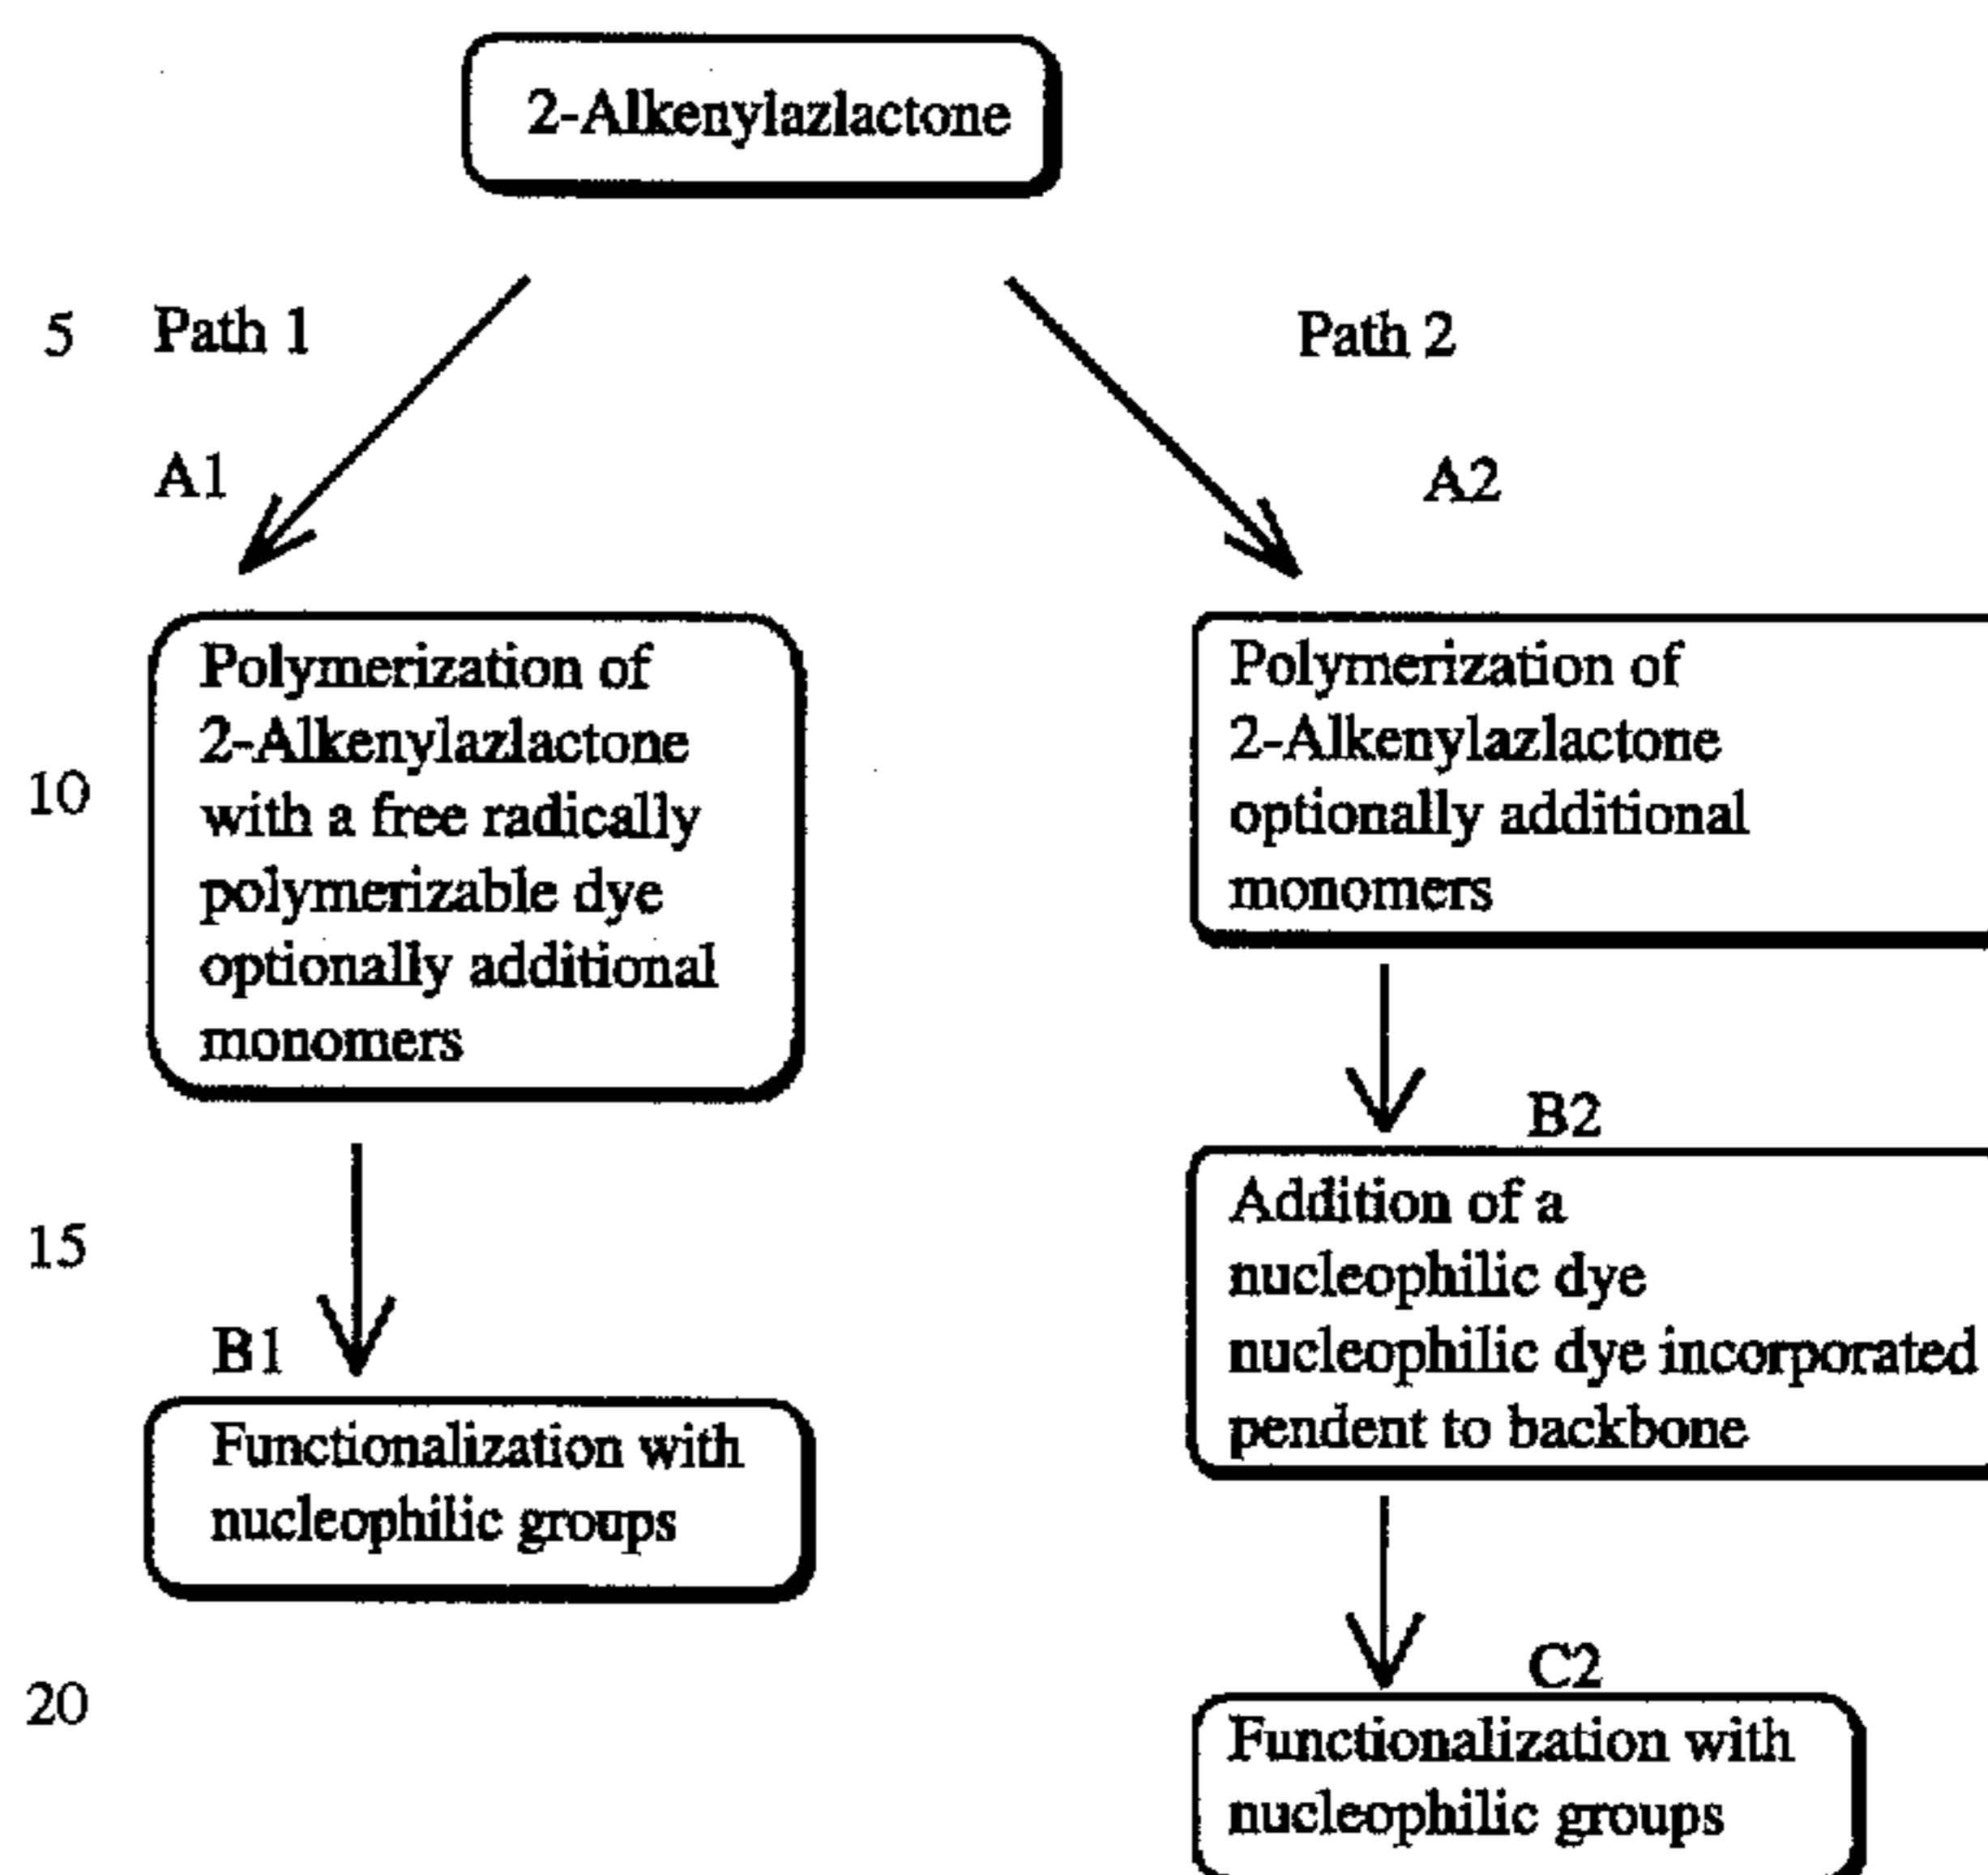 2-Alkenylazlactone
5 Path 1
Path 2
A1
A2
Polymerization of
2-Alkenylazlactone
with a free radically
polymerizable dye
optionally additional
monomers
10
Polymerization of
2-Alkenylazlactone
optionally additional
monomers
B2
Addition of a
nucleophilic dye
nucleophilic dye incorporated
pendent to backbone
15
B1
Functionalization with
nucleophilic groups
20
C2
Functionalization with
nucleophilic groups